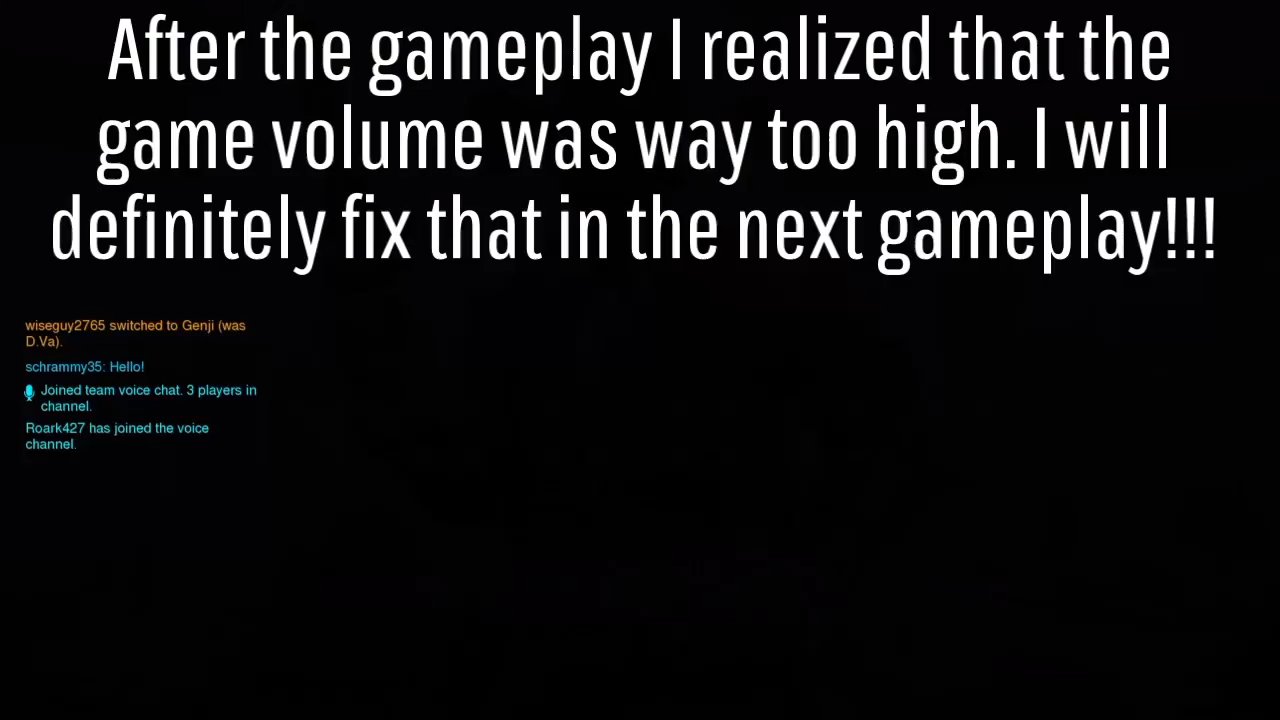 After the gameplay I realized that the
game volume was way too high. I will
definitely fix that in the next gameplay!!!
wiseguy2765 switched to Genji (was
D.Va).
schrammy35: Hello!
Joined team voice chat. 3 players in
channel.
Roark427 has joined the voice
channel.